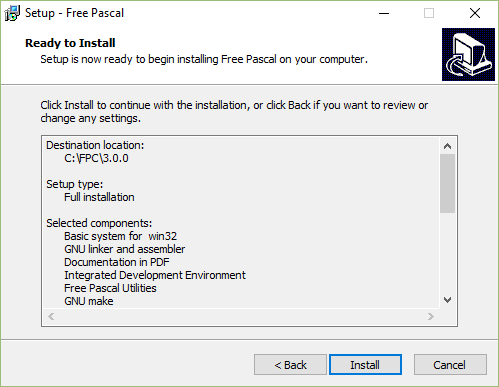 Setup - Free Pascal
Ready to Install
Setup is now ready to begin installing Free Pascal on your computer.
Click Install to continue with the installation, or click Back if you want to review or
change any settings.
Destination location:
C:\FPC\3.0.0
Setup type:
Full installation
Selected components:
Basic system for win32
GNU linker and assembler
Documentation in PDF
Integrated Development Environment
Free Pascal Utilities
GNU make
< Back
Install
Cancel